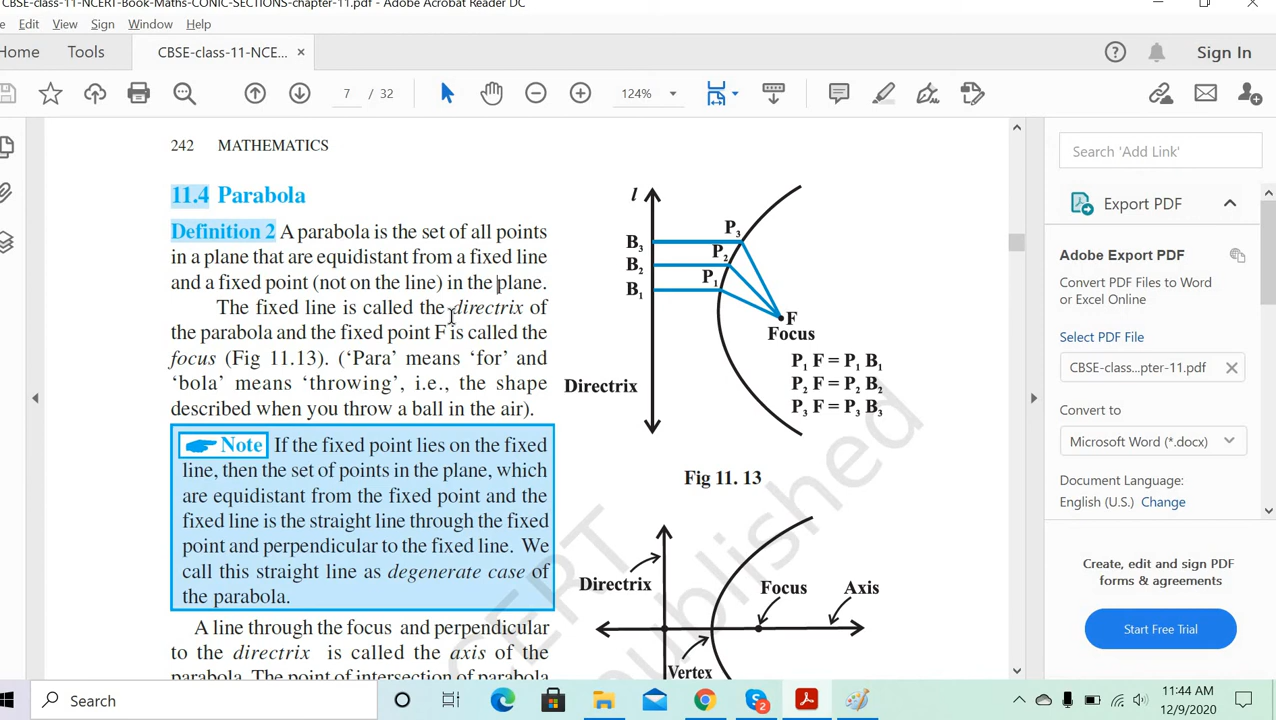 CBSE-class-11-NCERT-Book-Maths-CONIC-SECTIONS-chapter-11.pdf - Adobe Acrobat Reader DC
Edit View Sign Window Help
Home Tools CBSE-class-11-NCE... × Sign In
7 / 32 124%
Search 'Add Link'
Export PDF
Convert PDF Files to Word
or Excel Online
Select PDF File
CBSE-class...pter-11.pdf
Convert to
Microsoft Word (*.docx)
Document Language:
English (U.S.) Change
Create, edit and sign PDF
forms & agreements
Start Free Trial
242 MATHEMATICS
11.4 Parabola
Definition 2 A parabola is the set of all points
in a plane that are equidistant from a fixed line
and a fixed point (not on the line) in the plane.
The fixed line is called the directrix of
the parabola and the fixed point F is called the
focus (Fig 11.13). (‘Para’ means ‘for’ and
‘bola’ means ‘throwing’, i.e., the shape
described when you throw a ball in the air).
Note If the fixed point lies on the fixed
line, then the set of points in the plane, which
are equidistant from the fixed point and the
fixed line is the straight line through the fixed
point and perpendicular to the fixed line. We
call this straight line as degenerate case of
the parabola.
A line through the focus and perpendicular
to the directrix is called the axis of the
parabola. The point of intersection of parabola
l
B3 P3
B2 P2
B1 P1
F
Focus
Directrix
P1 F = P1 B1
P2 F = P2 B2
P3 F = P3 B3
Fig 11. 13
Directrix
Focus
Axis
Vertex
NCERT
published
Search
2
11:44 AM
12/9/2020